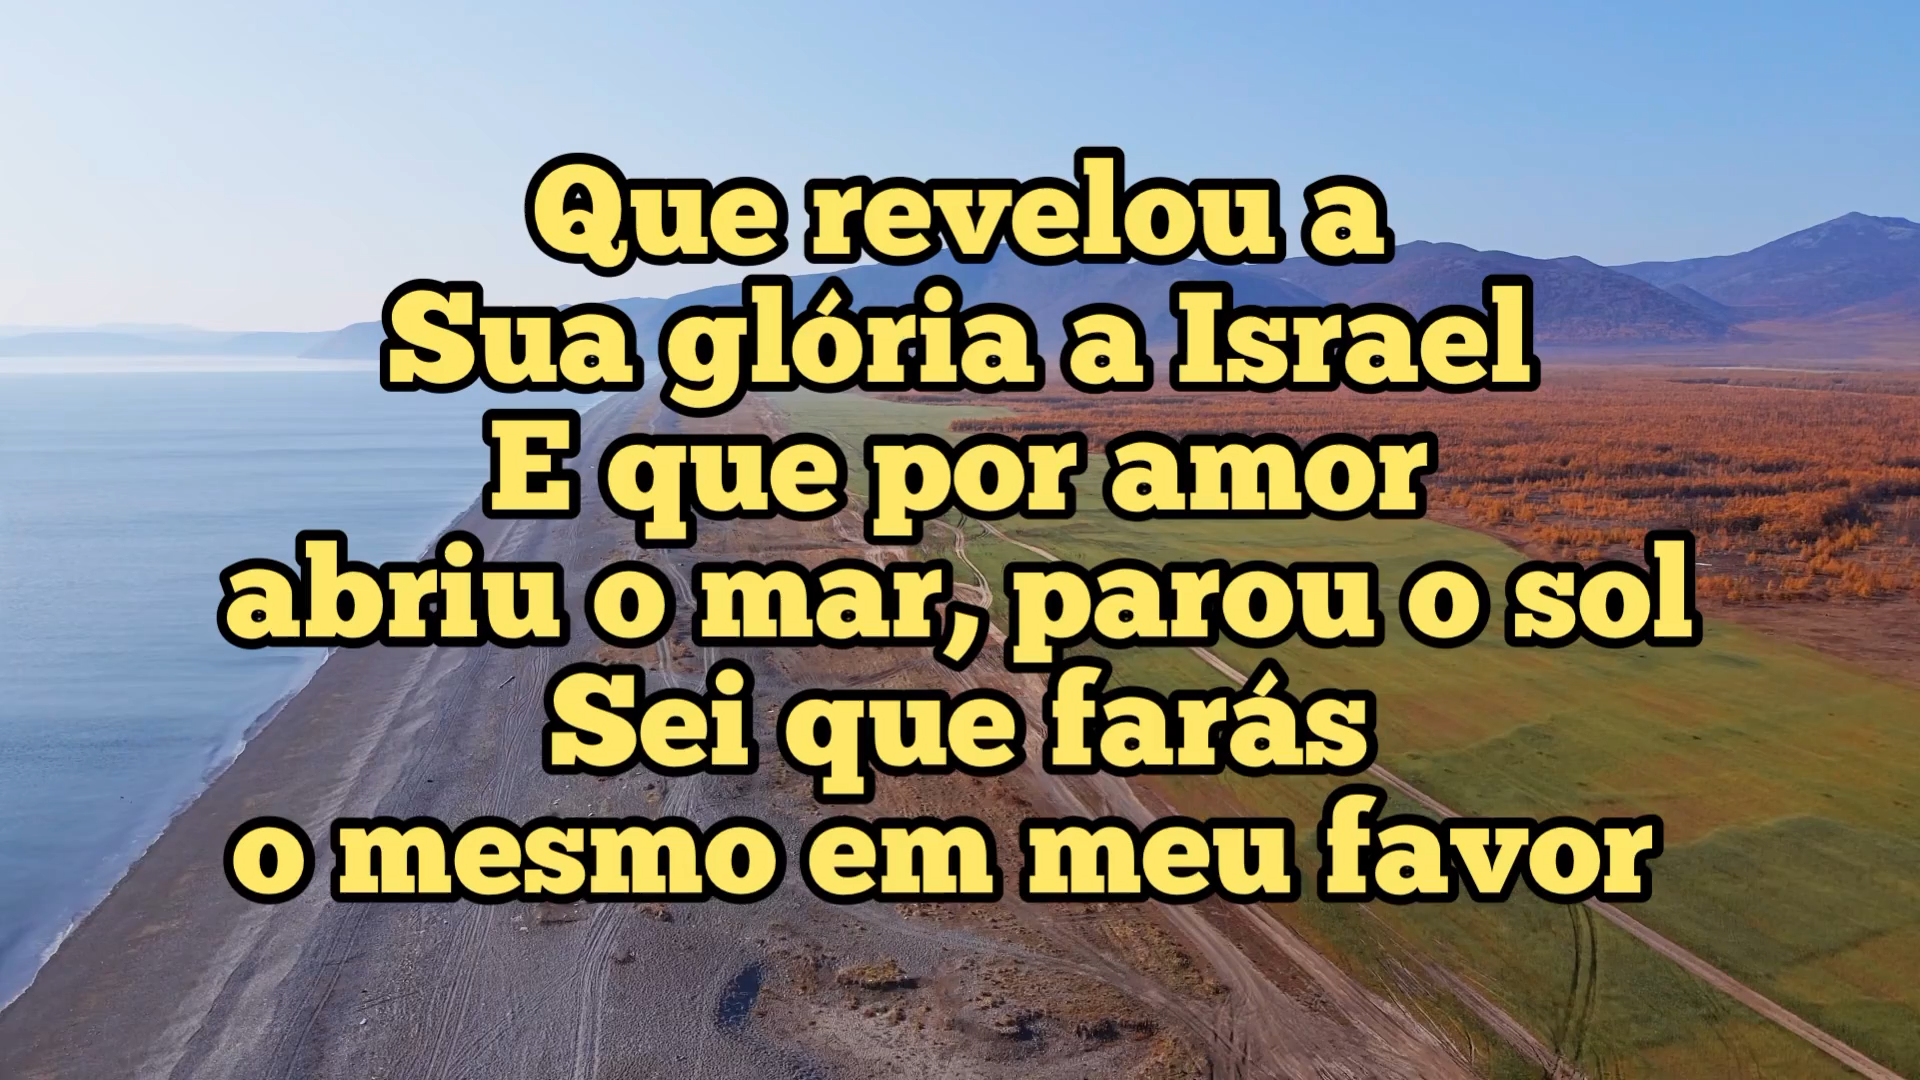 Que revelou a
Sua glória a Israel
E que por amor
abriu o mar, parou o sol
Sei que farás
o mesmo em meu favor